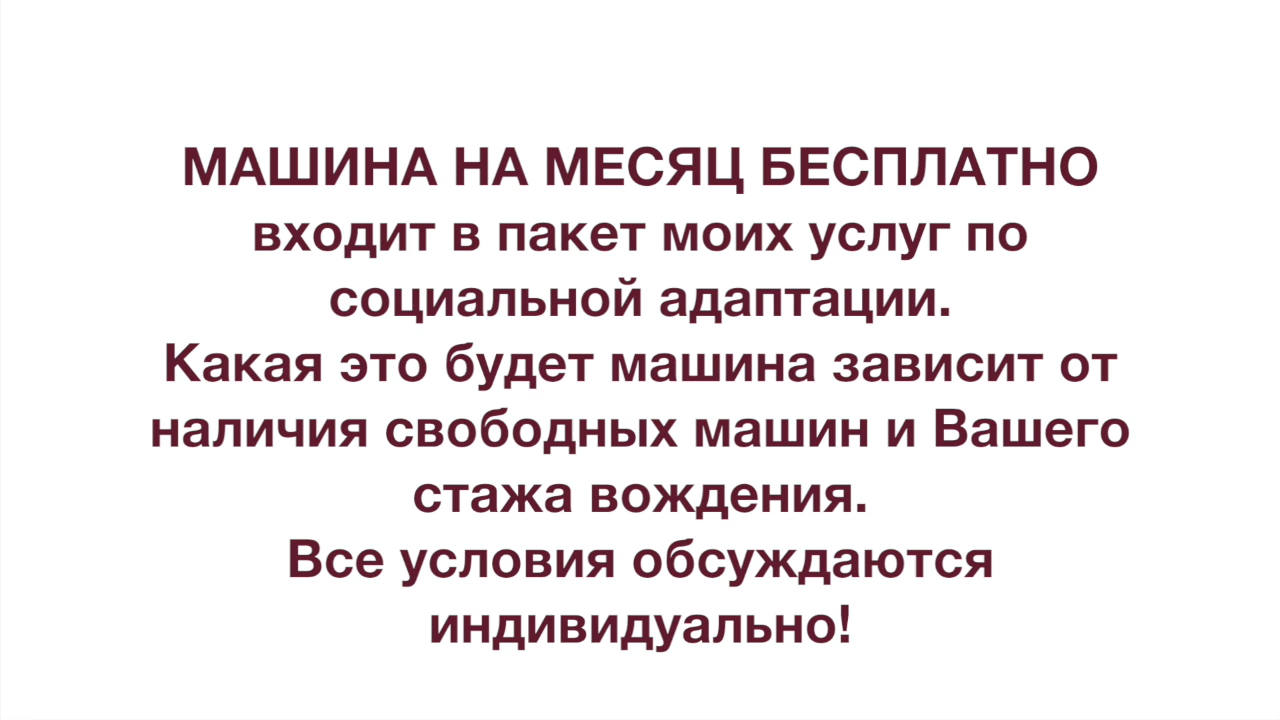 МАШИНА НА МЕСЯЦ БЕСПЛАТНО
входит в пакет моих услуг по
социальной адаптации.
Какая это будет машина зависит от
наличия свободных машин и Вашего
стажа вождения.
Все условия обсуждаются
индивидуально!